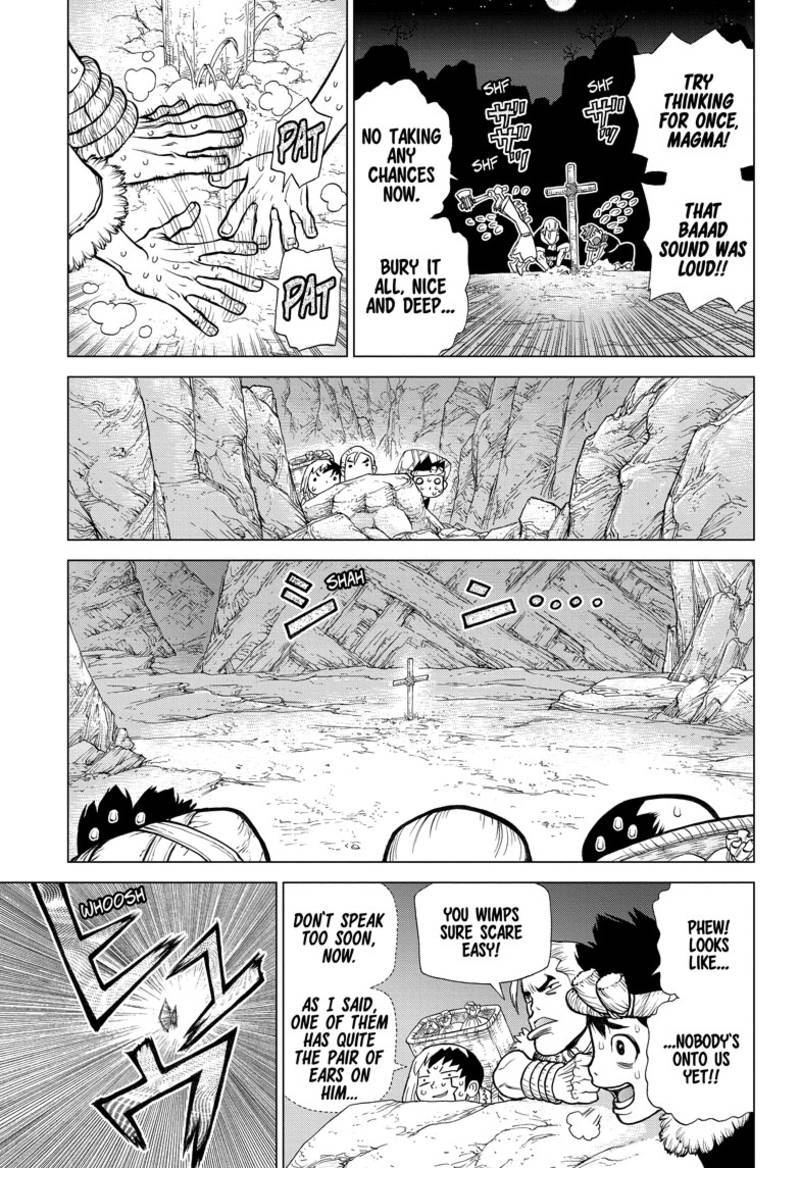 TRY
THINKING
FOR ONCE,
MAGMA!
THAT
BAAAD
SOUND WAS
LOUD!!
SHF
SHF
SHF
NO TAKING
ANY
CHANCES
NOW.
BURY IT
ALL, NICE
AND DEEP...
PAT
PAT
SHAH
PHEW!
LOOKS
LIKE...
...NOBODY'S
ONTO US
YET!!
YOU WIMPS
SURE SCARE
EASY!
DON'T SPEAK
TOO SOON,
NOW.
AS I SAID,
ONE OF THEM
HAS QUITE
THE PAIR OF
EARS ON
HIM...
WHOOSH
ヒュウ